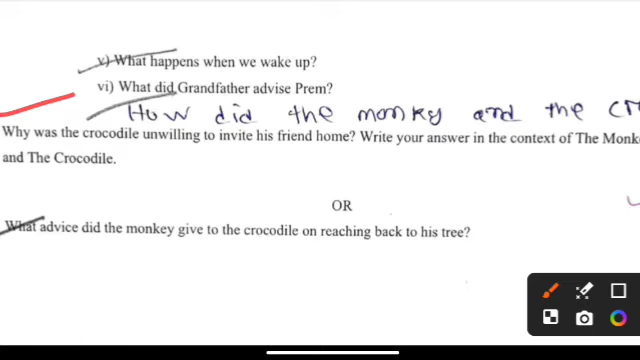 v) What happens when we wake up?
vi) What did Grandfather advise Prem?
How did the monkey and the cr
Why was the crocodile unwilling to invite his friend home? Write your answer in the context of The Monk
and The Crocodile.
OR
What advice did the monkey give to the crocodile on reaching back to his tree?